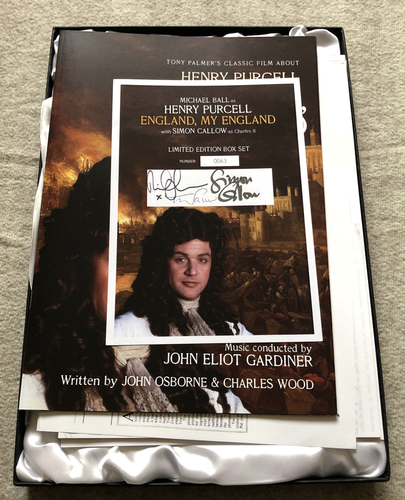 TONY PALMER'S CLASSIC FILM ABOUT
HENRY PURCELL
MICHAEL BALL as
HENRY PURCELL
ENGLAND, MY ENGLAND
with SIMON CALLOW as Charles II
LIMITED EDITION BOX SET
NUMBER:
0063
Simon
Callow
Music conducted by
JOHN ELIOT GARDINER
Written by JOHN OSBORNE & CHARLES WOOD